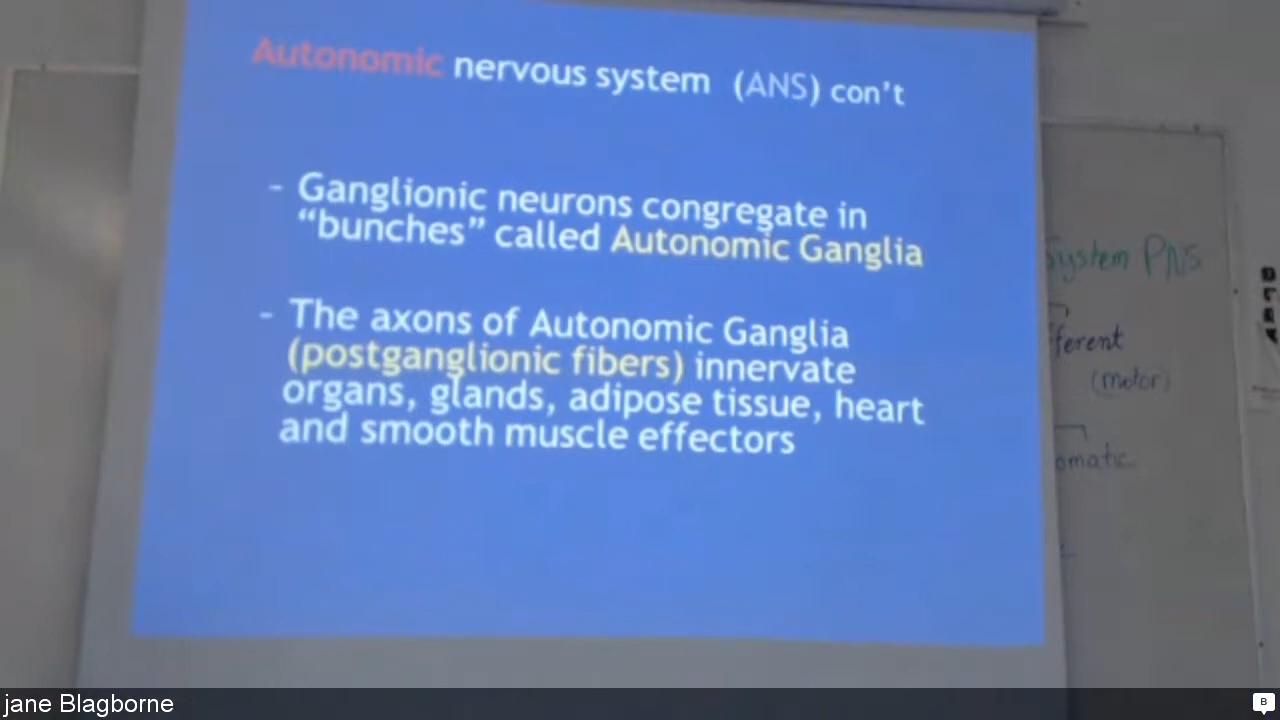 Autonomic nervous system (ANS) con't
- Ganglionic neurons congregate in
"bunches" called Autonomic Ganglia
- The axons of Autonomic Ganglia
(postganglionic fibers) innervate
organs, glands, adipose tissue, heart
and smooth muscle effectors
System PNS
fferent
(motor)
omatic
jane Blagborne
B